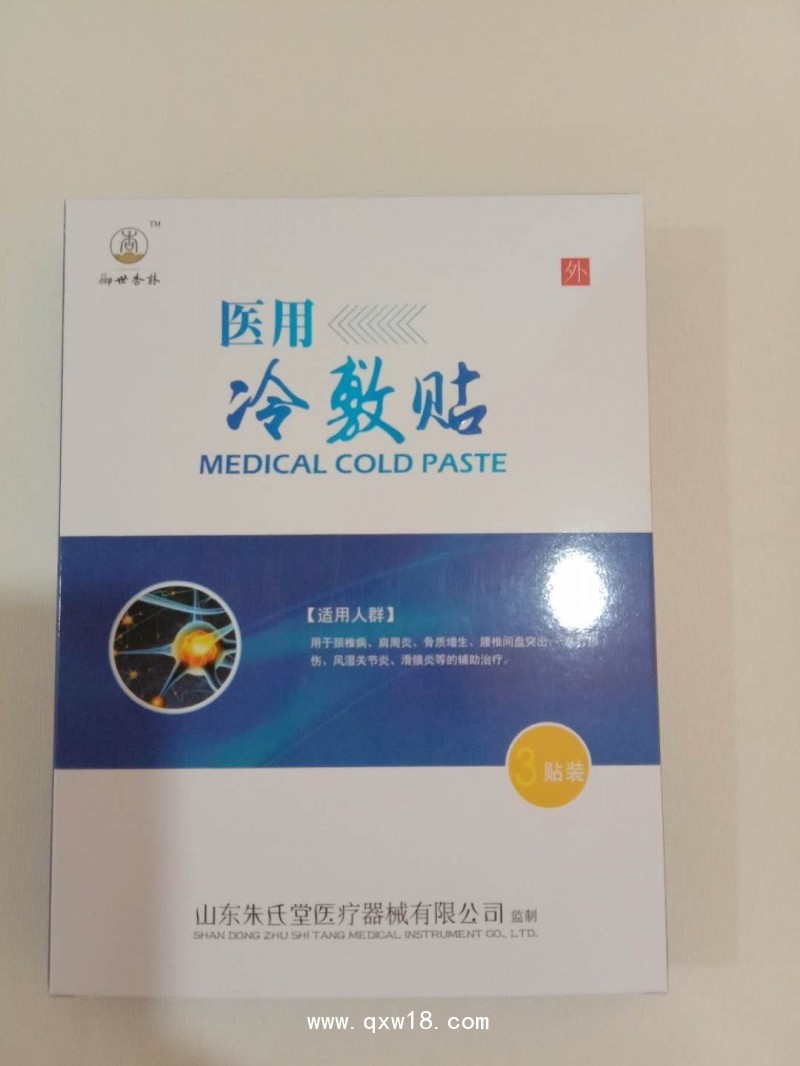 TM
御世杏林
外
医用
冷敷贴
MEDICAL COLD PASTE
【适用人群】
用于颈椎病、肩周炎、骨质增生、腰椎间盘突出、
伤、风湿关节炎、滑膜炎等的辅助治疗。
3贴装
山东朱氏堂医疗器械有限公司 监制
SHAN DONG ZHU SHI TANG MEDICAL INSTRUMENT CO., LTD.
www.qxw18.com